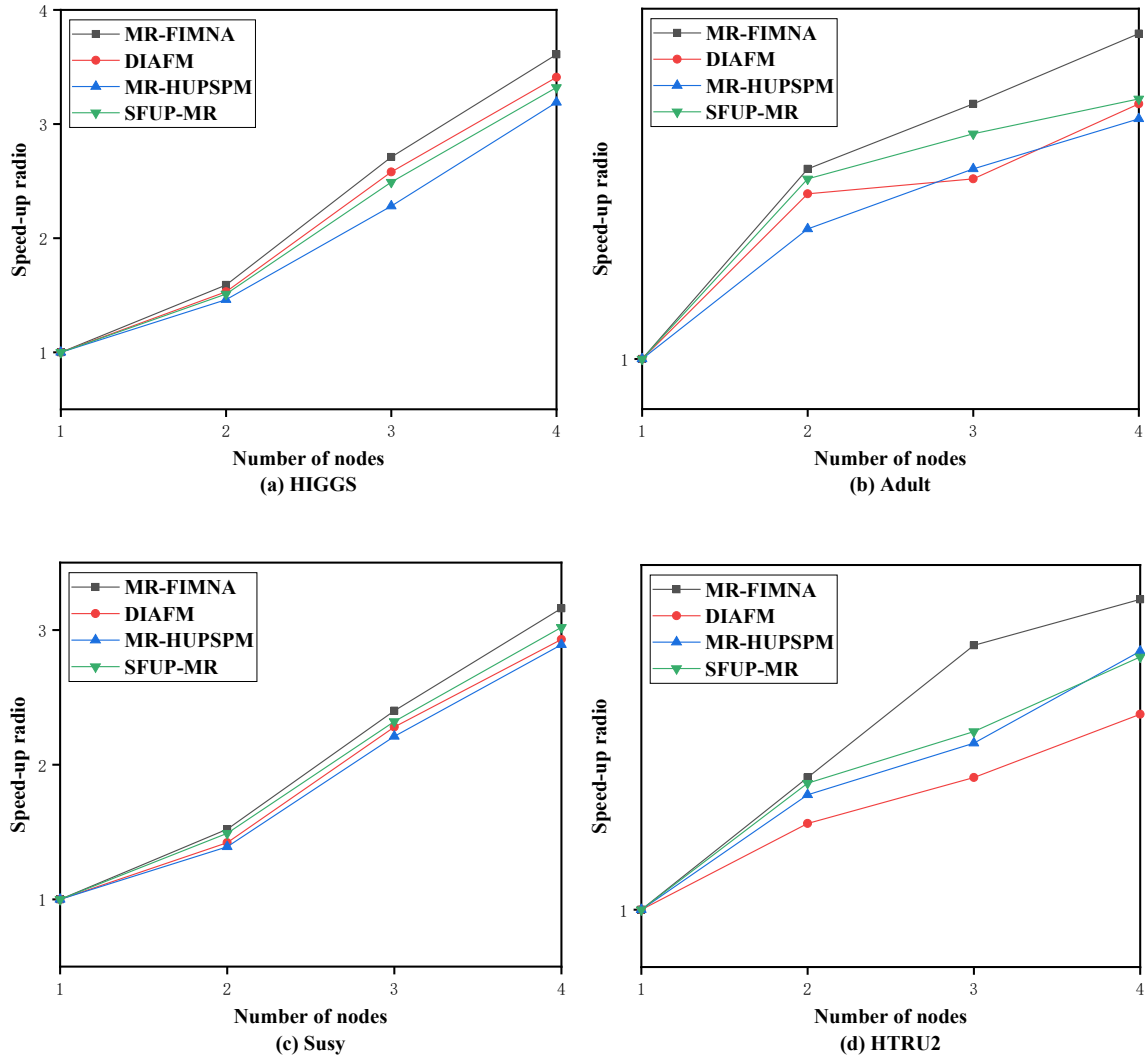 4
3
2
1
Speed-up radio
MR-FIMNA
DIAFM
MR-HUPSPM
SFUP-MR
1 2 3 4
Number of nodes
(a) HIGGS
1
Speed-up radio
MR-FIMNA
DIAFM
MR-HUPSPM
SFUP-MR
1 2 3 4
Number of nodes
(b) Adult
3
2
1
Speed-up radio
MR-FIMNA
DIAFM
MR-HUPSPM
SFUP-MR
1 2 3 4
Number of nodes
(c) Susy
1
Speed-up radio
MR-FIMNA
DIAFM
MR-HUPSPM
SFUP-MR
1 2 3 4
Number of nodes
(d) HTRU2